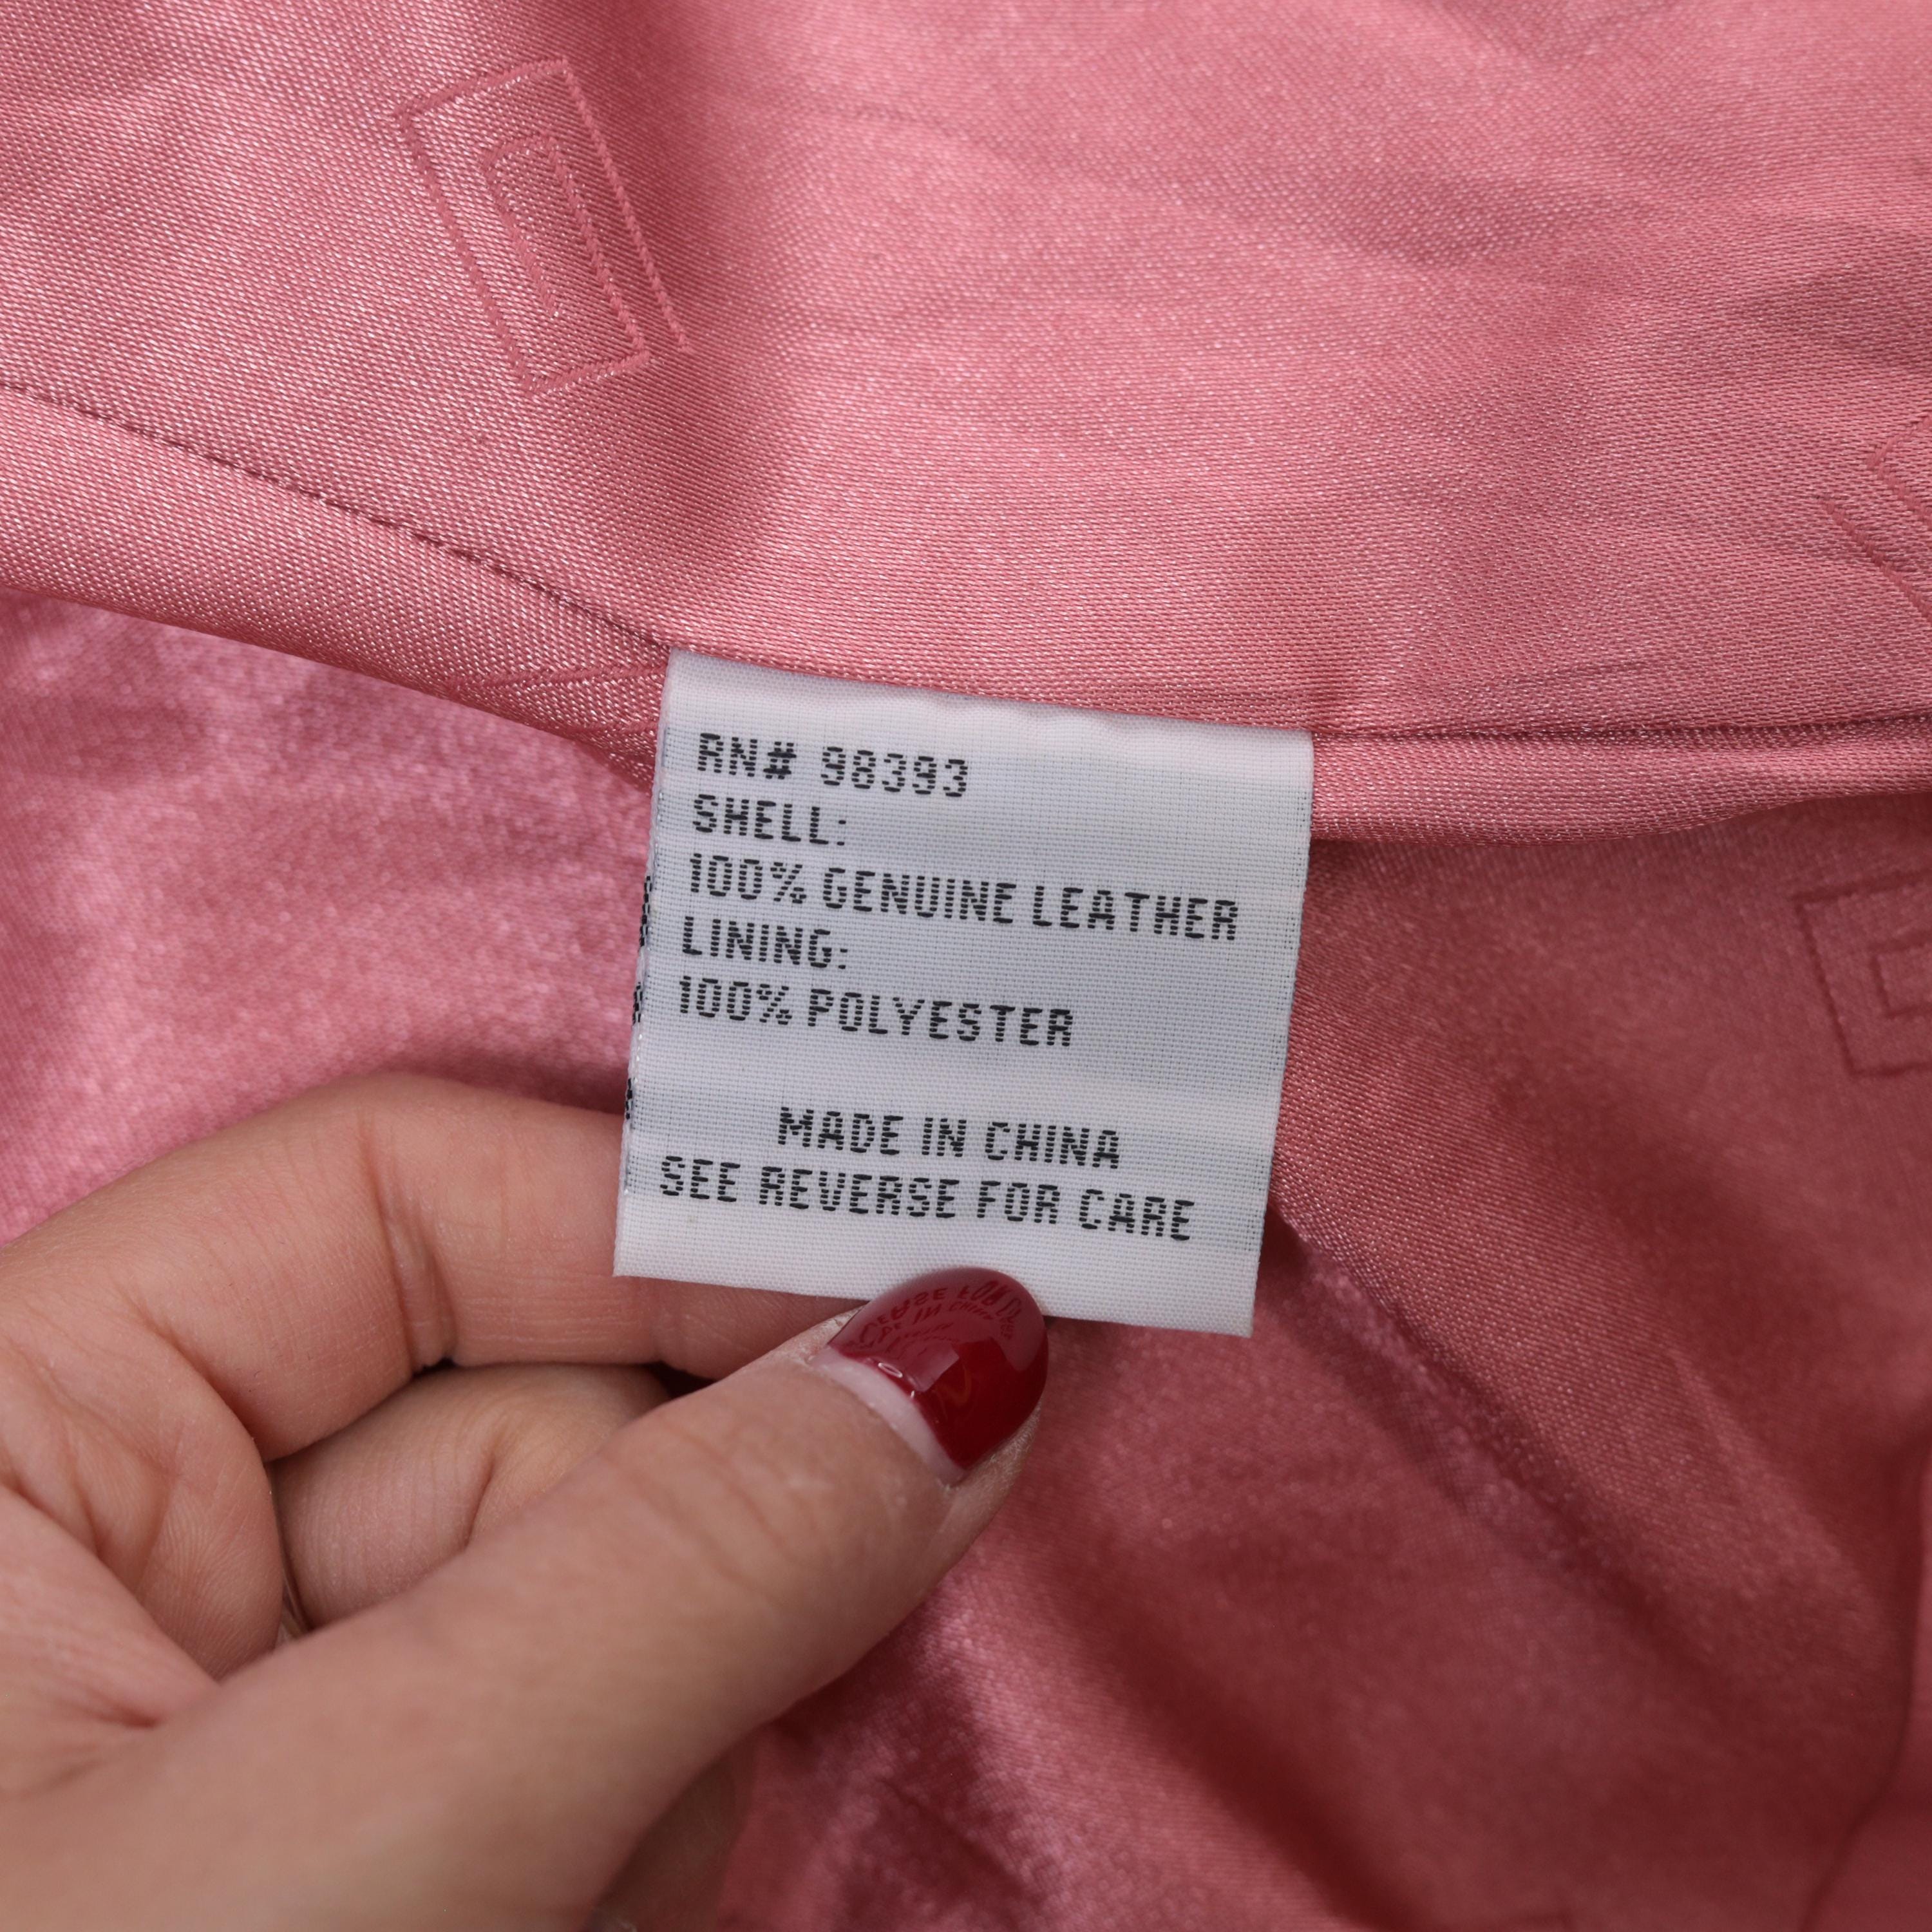 RN# 98393
SHELL:
100% GENUINE LEATHER
LINING:
100% POLYESTER
MADE IN CHINA
SEE REVERSE FOR CARE